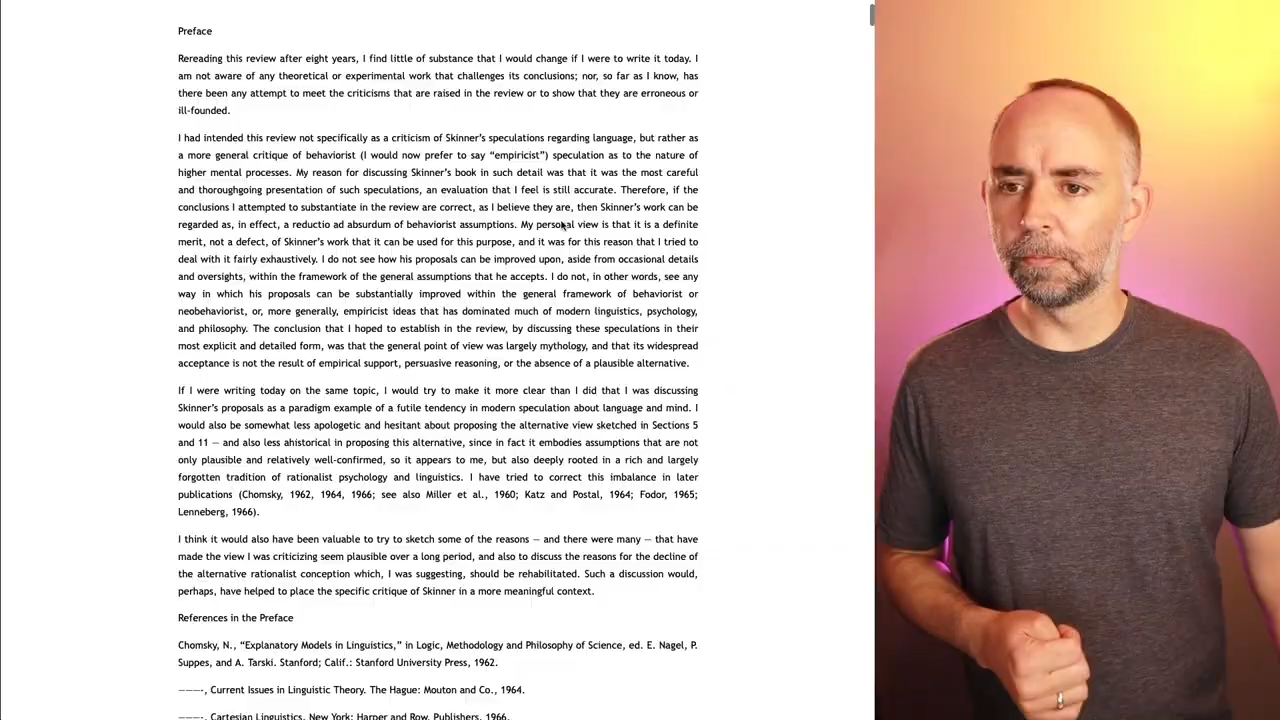 Preface
Rereading this review after eight years, I find little of substance that I would change if I were to write it today. I
am not aware of any theoretical or experimental work that challenges its conclusions; nor, so far as I know, has
there been any attempt to meet the criticisms that are raised in the review or to show that they are erroneous or
ill-founded.
I had intended this review not specifically as a criticism of Skinner’s speculations regarding language, but rather as
a more general critique of behaviorist (I would now prefer to say “empiricist”) speculation as to the nature of
higher mental processes. My reason for discussing Skinner’s book in such detail was that it was the most careful
and thoroughgoing presentation of such speculations, an evaluation that I feel is still accurate. Therefore, if the
conclusions I attempted to substantiate in the review are correct, as I believe they are, then Skinner’s work can be
regarded as, in effect, a reductio ad absurdum of behaviorist assumptions. My personal view is that it is a definite
merit, not a defect, of Skinner’s work that it can be used for this purpose, and it was for this reason that I tried to
deal with it fairly exhaustively. I do not see how his proposals can be improved upon, aside from occasional details
and oversights, within the framework of the general assumptions that he accepts. I do not, in other words, see any
way in which his proposals can be substantially improved within the general framework of behaviorist or
neobehaviorist, or, more generally, empiricist ideas that has dominated much of modern linguistics, psychology,
and philosophy. The conclusion that I hoped to establish in the review, by discussing these speculations in their
most explicit and detailed form, was that the general point of view was largely mythology, and that its widespread
acceptance is not the result of empirical support, persuasive reasoning, or the absence of a plausible alternative.
If I were writing today on the same topic, I would try to make it more clear than I did that I was discussing
Skinner’s proposals as a paradigm example of a futile tendency in modern speculation about language and mind. I
would also be somewhat less apologetic and hesitant about proposing the alternative view sketched in Sections 5
and 11 — and also less ahistorical in proposing this alternative, since in fact it embodies assumptions that are not
only plausible and relatively well-confirmed, so it appears to me, but also deeply rooted in a rich and largely
forgotten tradition of rationalist psychology and linguistics. I have tried to correct this imbalance in later
publications (Chomsky, 1962, 1964, 1966; see also Miller et al., 1960; Katz and Postal, 1964; Fodor, 1965;
Lenneberg, 1966).
I think it would also have been valuable to try to sketch some of the reasons — and there were many — that have
made the view I was criticizing seem plausible over a long period, and also to discuss the reasons for the decline of
the alternative rationalist conception which, I was suggesting, should be rehabilitated. Such a discussion would,
perhaps, have helped to place the specific critique of Skinner in a more meaningful context.
References in the Preface
Chomsky, N., “Explanatory Models in Linguistics,” in Logic, Methodology and Philosophy of Science, ed. E. Nagel, P.
Suppes, and A. Tarski. Stanford; Calif.: Stanford University Press, 1962.
———-, Current Issues in Linguistic Theory. The Hague: Mouton and Co., 1964.
———-, Cartesian Linguistics. New York: Harper and Row, Publishers, 1966.